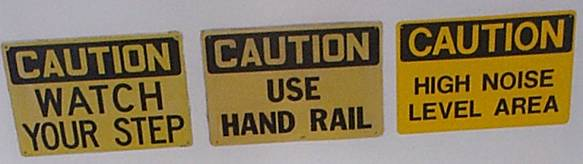 CAUTION
WATCH
YOUR STEP
CAUTION
USE
HAND RAIL
CAUTION
HIGH NOISE
LEVEL AREA